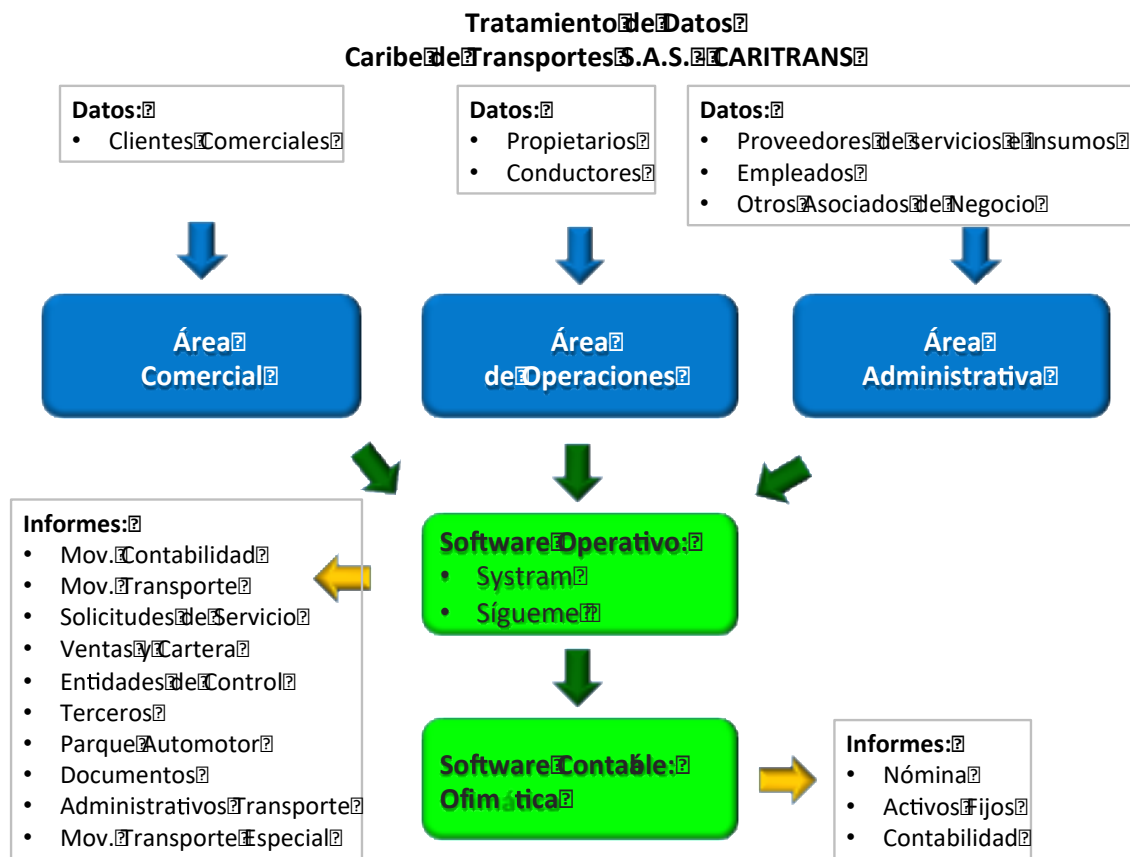 Tratamiento de Datos
Caribe de Transportes S.A.S. - CARITRANS
Datos:
• Clientes Comerciales
Datos:
• Propietarios
• Conductores
Datos:
• Proveedores de servicios e insumos
• Empleados
• Otros Asociados de Negocio
Área
Comercial
Área
de Operaciones
Área
Administrativa
Informes:
• Mov. Contabilidad
• Mov. Transporte
• Solicitudes de Servicio
• Ventas y Cartera
• Entidades de Control
• Terceros
• Parque Automotor
• Documentos
• Administrativos Transporte
• Mov. Transporte Especial
Software Operativo:
• Systram
• Sígueme
Software Contable:
Ofimática
Informes:
• Nómina
• Activos Fijos
• Contabilidad